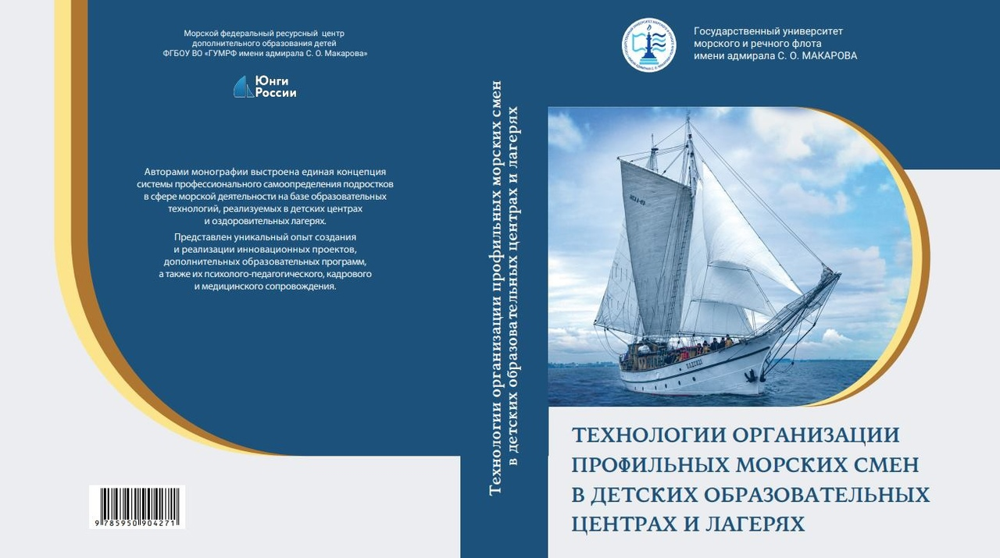 Морской федеральный ресурсный центр
дополнительного образования детей
ФГБОУ ВО «ГУМРФ имени адмирала С. О. Макарова»
Юнги
России
Авторами монографии выстроена единая концепция
системы профессионального самоопределения подростков
в сфере морской деятельности на базе образовательных
технологий, реализуемых в детских центрах
и оздоровительных лагерях.
Представлен уникальный опыт создания
и реализации инновационных проектов,
дополнительных образовательных программ,
а также их психолого-педагогического, кадрового
и медицинского сопровождения.
9 785950 904271
Технологии организации профильных морских смен
в детских образовательных центрах и лагерях
Государственный университет
морского и речного флота
имени адмирала С. О. МАКАРОВА
НАДЕЖДА
ТЕХНОЛОГИИ ОРГАНИЗАЦИИ
ПРОФИЛЬНЫХ МОРСКИХ СМЕН
В ДЕТСКИХ ОБРАЗОВАТЕЛЬНЫХ
ЦЕНТРАХ И ЛАГЕРЯХ